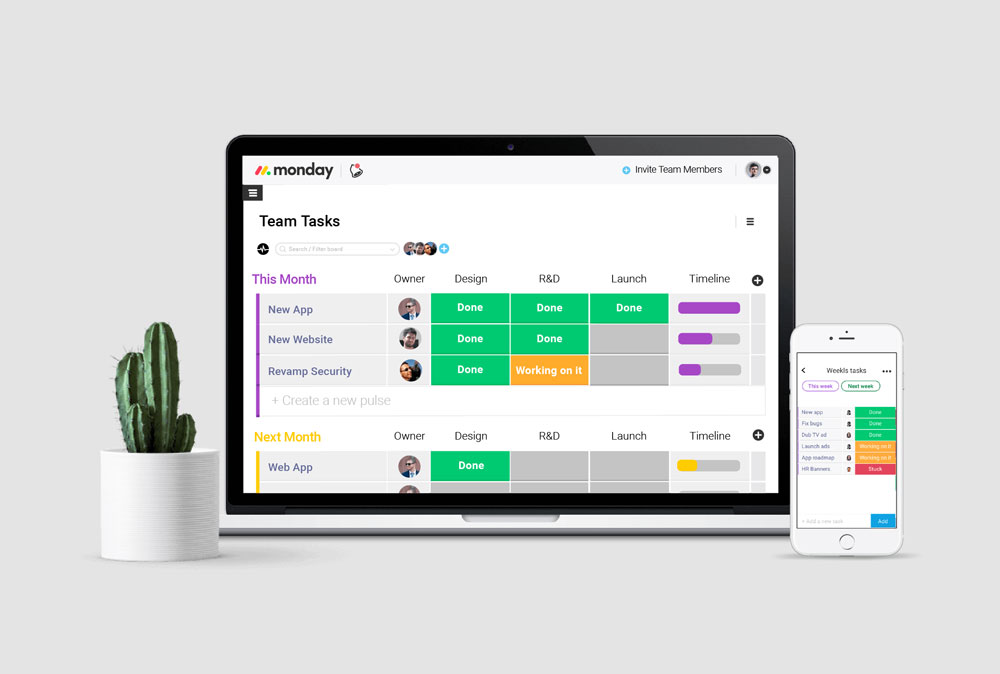 monday
Invite Team Members
Team Tasks
Search / Filter board
This Month Owner Design R&D Launch Timeline
New App Done Done Done
New Website Done Done
Revamp Security Done Working on it
+ Create a new pulse
Next Month Owner Design R&D Launch Timeline
Web App Done
Weekls tasks
This week Next week
New app Done
Fix bugs Done
Dub TV ad Done
Launch ads Working on it
App roadmap Working on it
HR Banners Stuck
+ Add a new task Add